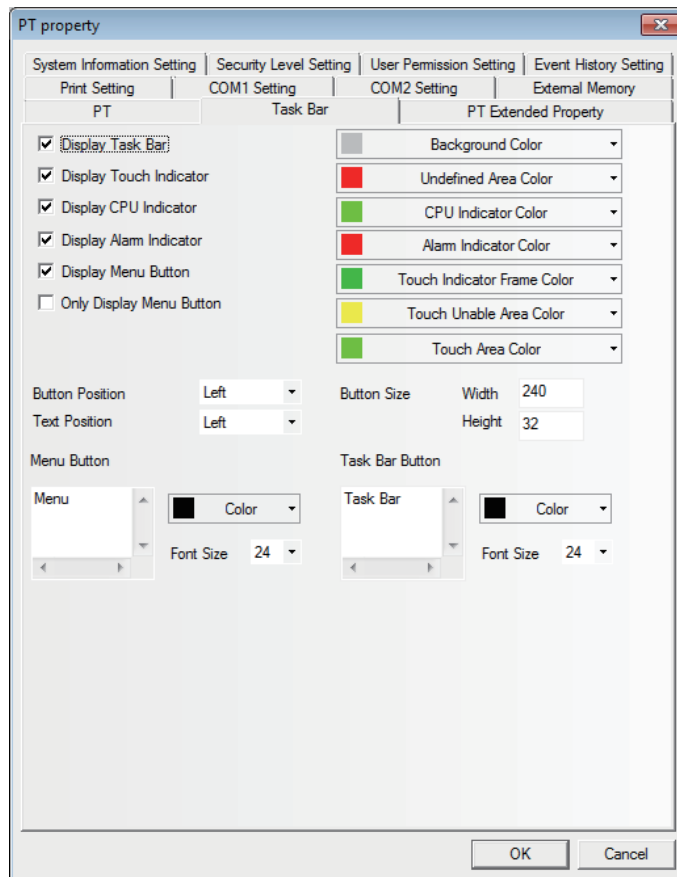 PT property
System Information Setting Security Level Setting User Permission Setting Event History Setting
Print Setting COM1 Setting COM2 Setting External Memory
PT Task Bar PT Extended Property
Display Task Bar Background Color
Display Touch Indicator Undefined Area Color
Display CPU Indicator CPU Indicator Color
Display Alarm Indicator Alarm Indicator Color
Display Menu Button Touch Indicator Frame Color
Only Display Menu Button Touch Unable Area Color
Touch Area Color
Button Position Left Button Size Width 240
Text Position Left Height 32
Menu Button Task Bar Button
Menu Color Task Bar Color
Font Size 24 Font Size 24
OK Cancel